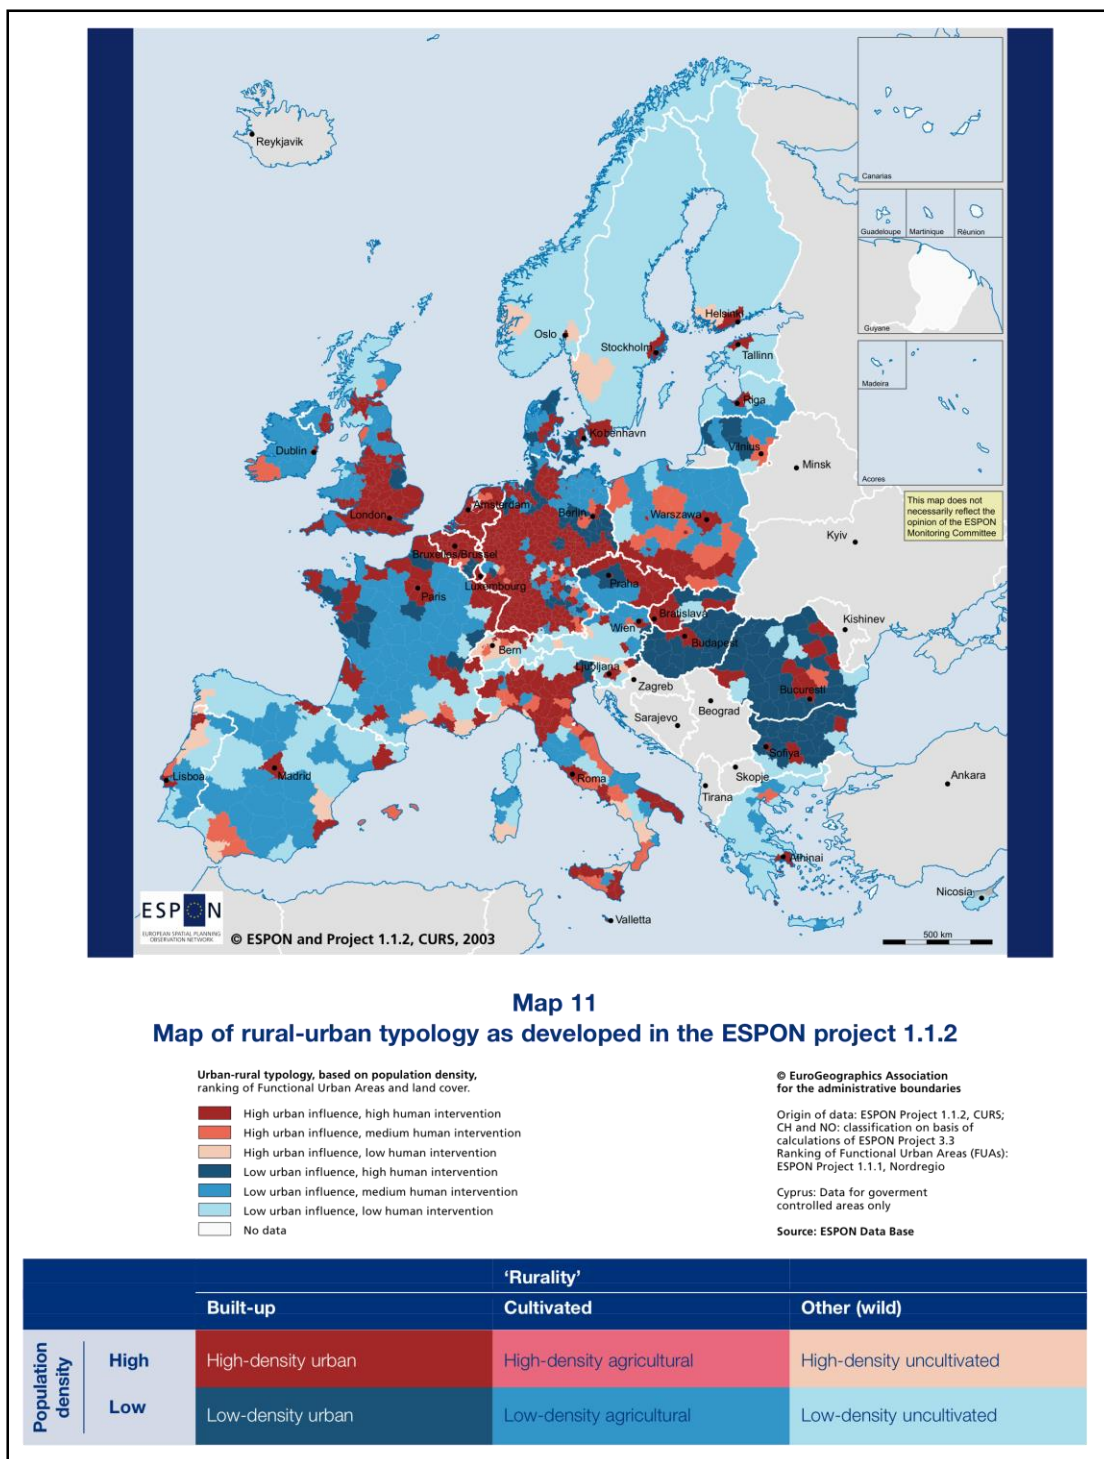 Reykjavik
Canarias
Guadeloupe
Martinique
Réunion
Guyane
Madeira
Acores
This map does not
necessarily reflect the
opinion of the ESPON
Monitoring Committee
Helsinki
Oslo
Stockholm
Tallinn
Riga
København
Vilnius
Minsk
Dublin
London
Amsterdam
Berlin
Warszawa
Kyiv
Bruxelles/Brüssel
Luxembourg
Praha
Paris
Bratislava
Wien
Kishinev
Budapest
Bern
Ljubljana
Zagreb
Bucuresti
Beograd
Sarajevo
Sofiya
Lisboa
Madrid
Roma
Skopje
Tirana
Ankara
Athinai
Nicosia
Valletta
ESPON
EUROPEAN SPATIAL PLANNING
OBSERVATION NETWORK
© ESPON and Project 1.1.2, CURS, 2003
500 km
Map 11
Map of rural-urban typology as developed in the ESPON project 1.1.2
Urban-rural typology, based on population density,
ranking of Functional Urban Areas and land cover.
High urban influence, high human intervention
High urban influence, medium human intervention
High urban influence, low human intervention
Low urban influence, high human intervention
Low urban influence, medium human intervention
Low urban influence, low human intervention
No data
© EuroGeographics Association
for the administrative boundaries
Origin of data: ESPON Project 1.1.2, CURS;
CH and NO: classification on basis of
calculations of ESPON Project 3.3
Ranking of Functional Urban Areas (FUAs):
ESPON Project 1.1.1, Nordregio
Cyprus: Data for goverment
controlled areas only
Source: ESPON Data Base
'Rurality'
Built-up
Cultivated
Other (wild)
Population
density
High
High-density urban
High-density agricultural
High-density uncultivated
Low
Low-density urban
Low-density agricultural
Low-density uncultivated